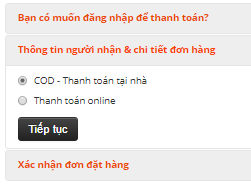 Bạn có muốn đăng nhập để thanh toán?
Thông tin người nhận & chi tiết đơn hàng
COD - Thanh toán tại nhà
Thanh toán online
Tiếp tục
Xác nhận đơn đặt hàng